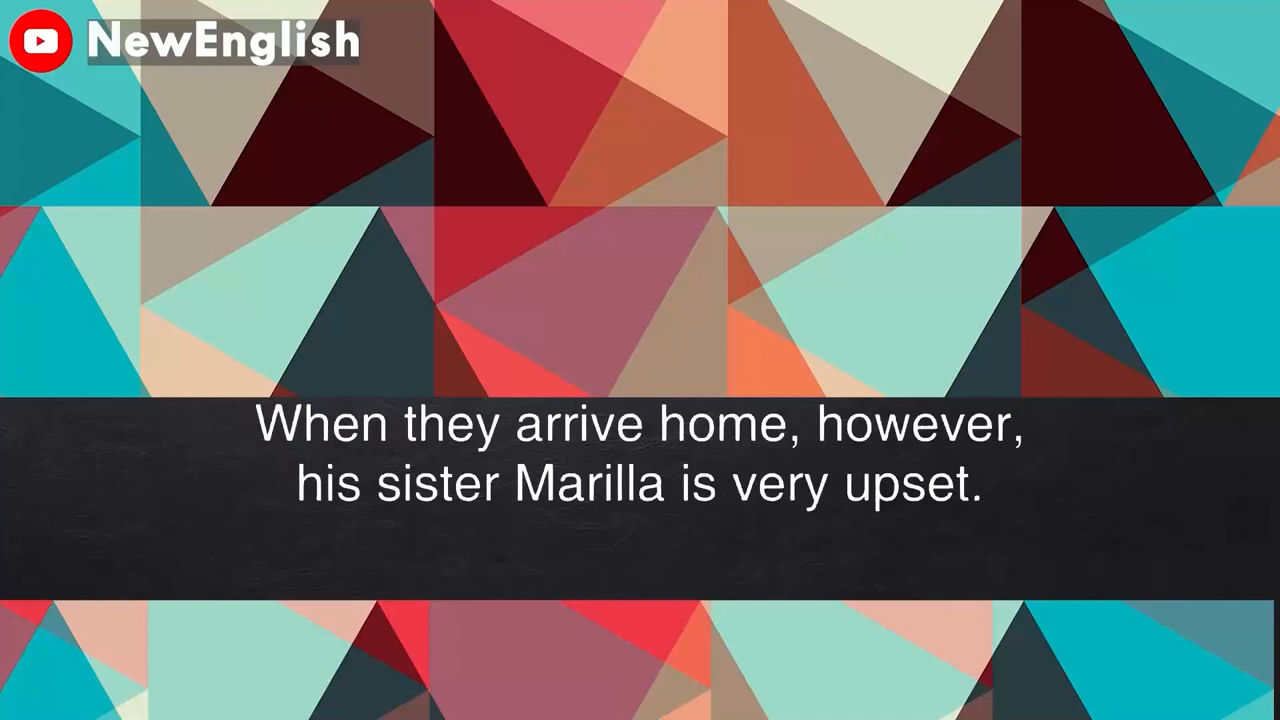 NewEnglish
When they arrive home, however,
his sister Marilla is very upset.